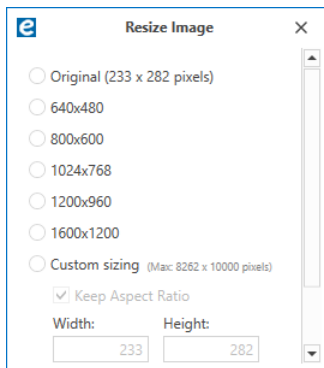 e
Resize Image
Original (233 x 282 pixels)
640x480
800x600
1024x768
1200x960
1600x1200
Custom sizing (Max: 8262 x 10000 pixels)
Keep Aspect Ratio
Width: Height:
233 282